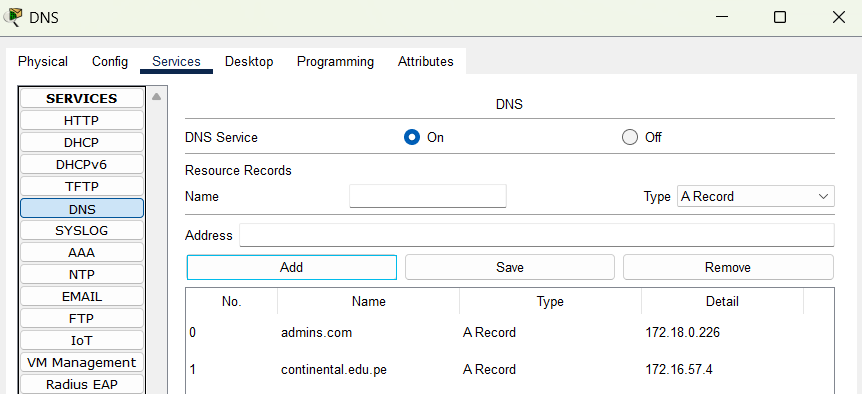 DNS
Physical Config Services Desktop Programming Attributes
SERVICES
HTTP
DHCP
DHCPv6
TFTP
DNS
SYSLOG
AAA
NTP
EMAIL
FTP
IoT
VM Management
Radius EAP
DNS
DNS Service On Off
Resource Records
Name Type A Record
Address
Add Save Remove
No. Name Type Detail
0 admins.com A Record 172.18.0.226
1 continental.edu.pe A Record 172.16.57.4